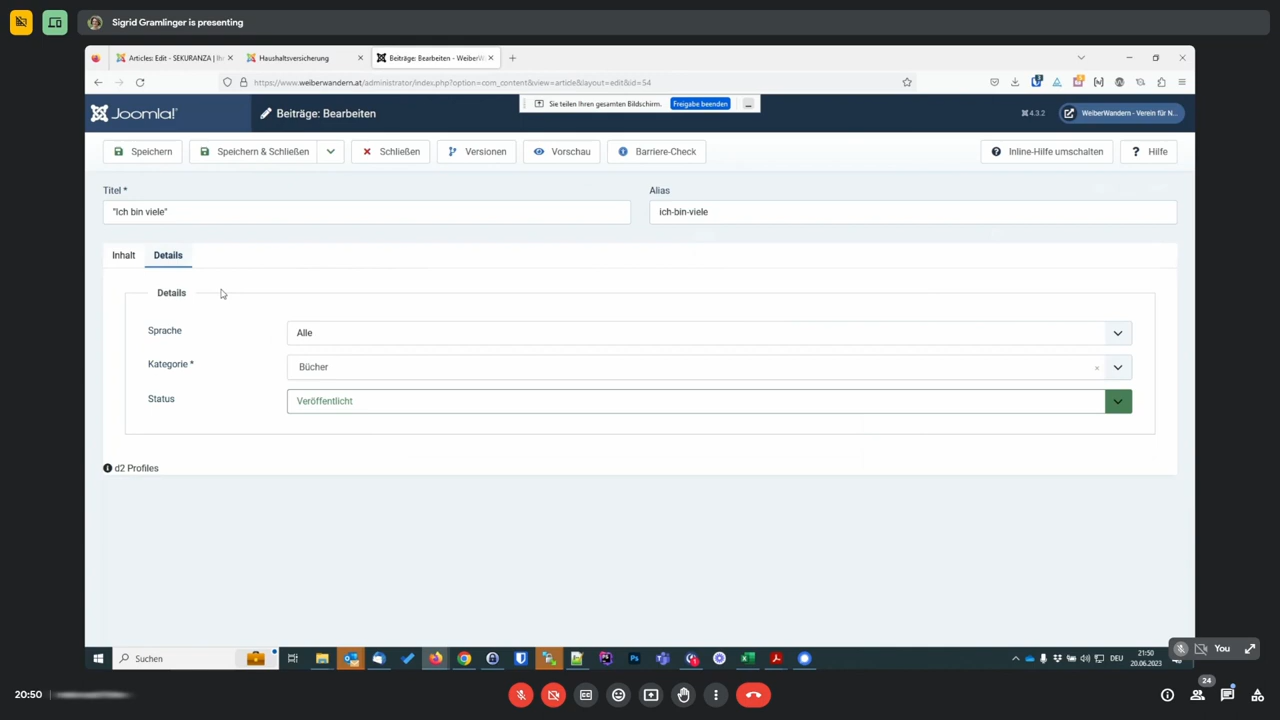 Sigrid Gramlinger is presenting
Articles: Edit - SEKURANZA | Ih
Haushaltsversicherung
Beiträge: Bearbeiten - WeiberW
https://www.weiberwandern.at/administrator/index.php?option=com_content&view=article&layout=edit&id=54
Sie teilen Ihren gesamten Bildschirm.
Freigabe beenden
Joomla!
Beiträge: Bearbeiten
4.3.2
WeiberWandern - Verein für N...
Speichern
Speichern & Schließen
Schließen
Versionen
Vorschau
Barriere-Check
Inline-Hilfe umschalten
? Hilfe
Titel *
Alias
"Ich bin viele"
ich-bin-viele
Inhalt
Details
Details
Sprache
Alle
Kategorie *
Bücher
Status
Veröffentlicht
d2 Profiles
Suchen
DEU
21:50
20.06.2023
You
20:50
24